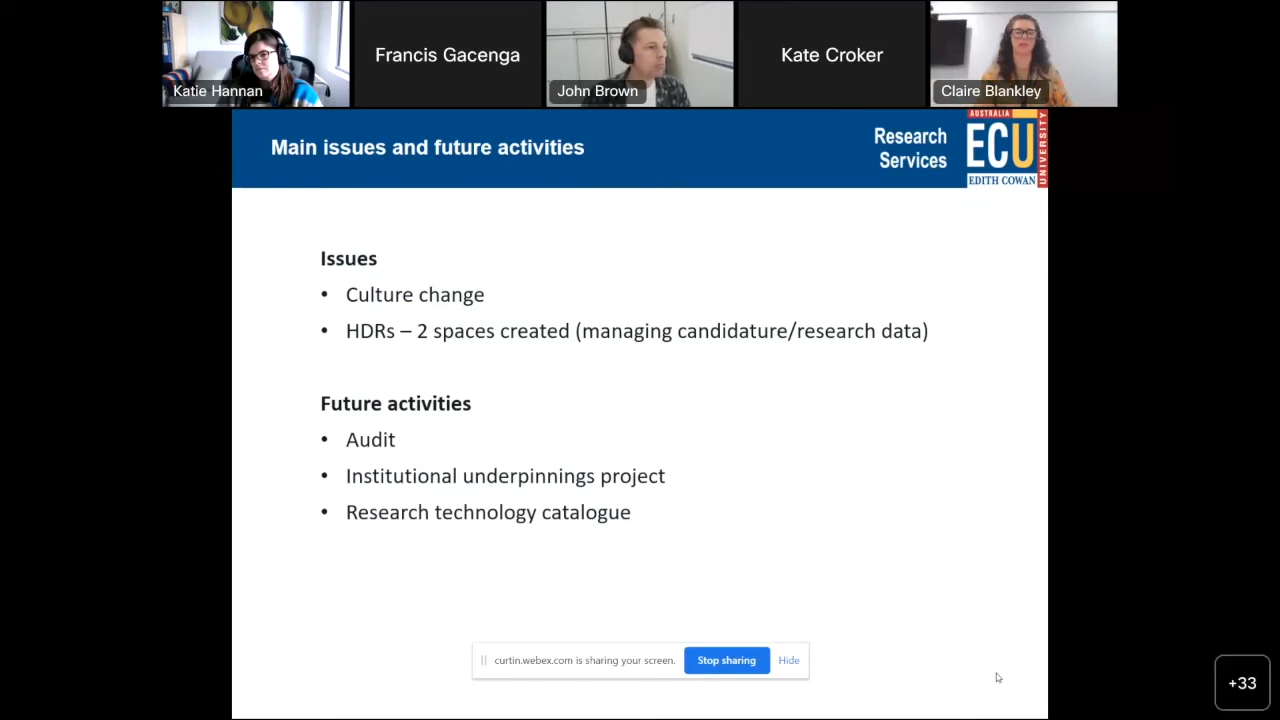 Katie Hannan
Francis Gacenga
John Brown
Kate Croker
Claire Blankley
Main issues and future activities
Research
Services
AUSTRALIA
ECU
EDITH COWAN
UNIVERSITY
Issues
• Culture change
• HDRs – 2 spaces created (managing candidature/research data)
Future activities
• Audit
• Institutional underpinnings project
• Research technology catalogue
curtin.webex.com is sharing your screen. Stop sharing Hide
+33